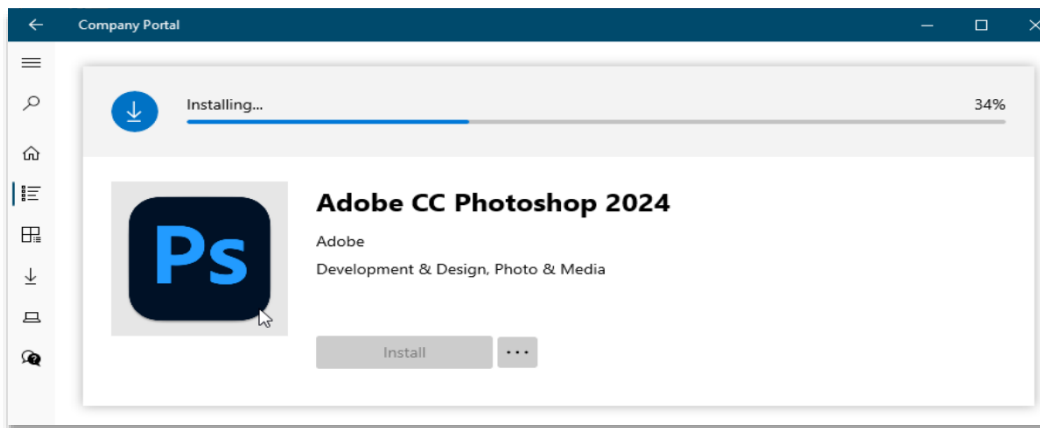 Company Portal
Installing...
34%
Ps
Adobe CC Photoshop 2024
Adobe
Development & Design, Photo & Media
Install